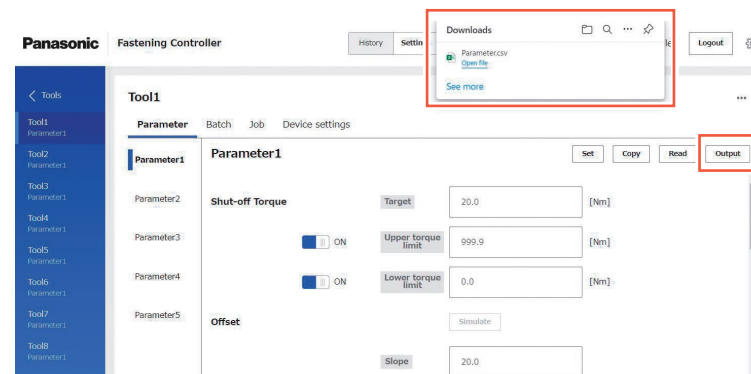 Panasonic
Fastening Controller
History
Settin
Logout
Downloads
Parameter.csv
Open file
See more
Tools
Tool1
Parameter1
Tool2
Parameter1
Tool3
Parameter1
Tool4
Parameter1
Tool5
Parameter1
Tool6
Parameter1
Tool7
Parameter1
Tool8
Parameter1
Tool1
Parameter
Batch
Job
Device settings
Parameter1
Parameter2
Parameter3
Parameter4
Parameter5
Parameter1
Set
Copy
Read
Output
Shut-off Torque
Target
20.0
[Nm]
ON
Upper torque
limit
999.9
[Nm]
ON
Lower torque
limit
0.0
[Nm]
Offset
Simulate
Slope
20.0